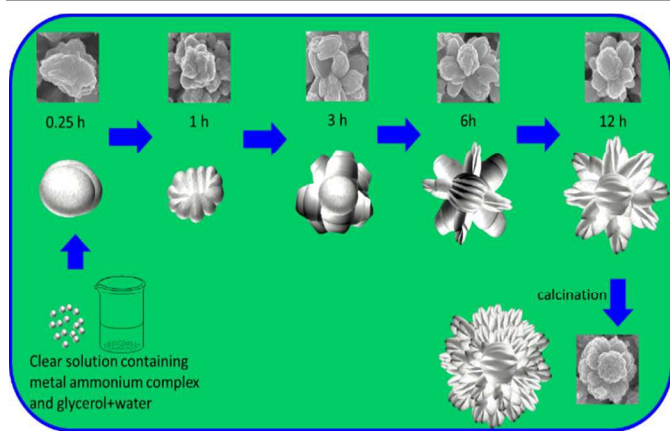 0.25 h
1 h
3 h
6h
12 h
calcination
Clear solution containing
metal ammonium complex
and glycerol+water